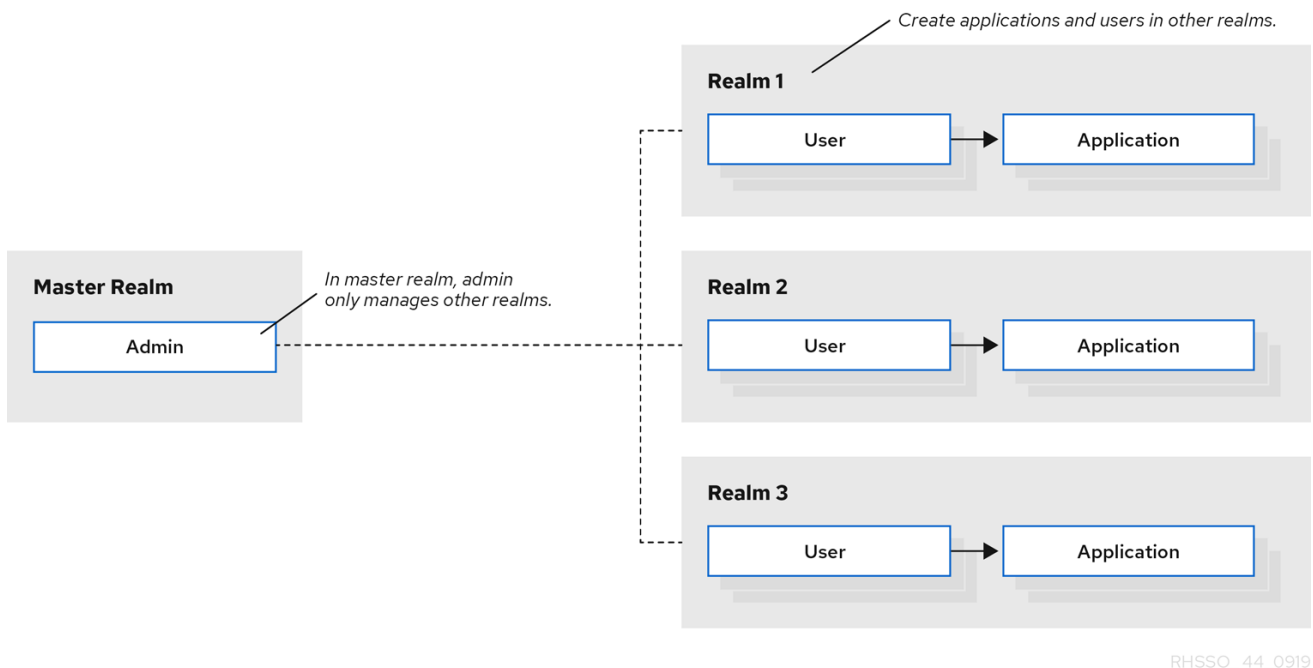 Create applications and users in other realms.
Realm 1
User
Application
Master Realm
In master realm, admin
only manages other realms.
Admin
Realm 2
User
Application
Realm 3
User
Application
RHSSO_44_0919